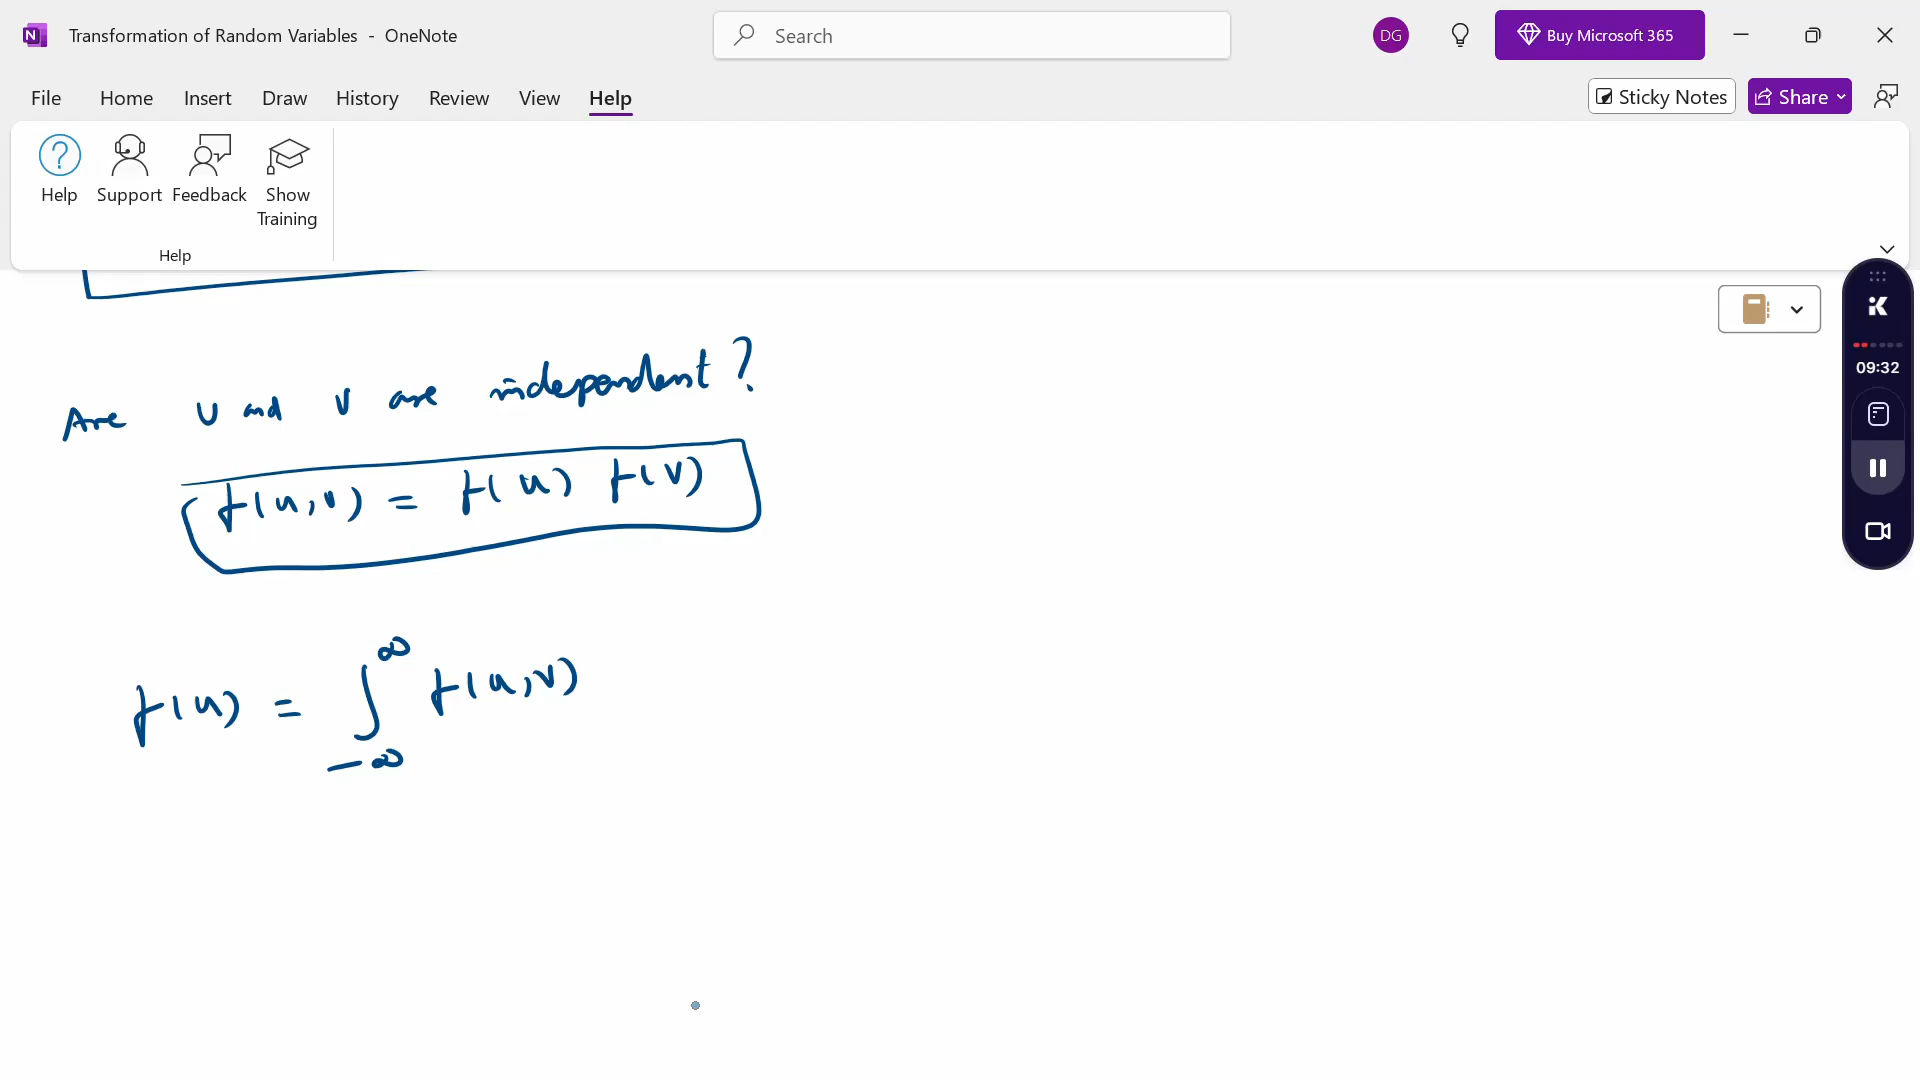 Transformation of Random Variables - OneNote
Search
DG
Buy Microsoft 365
File Home Insert Draw History Review View Help
Sticky Notes
Share
Help Support Feedback Show Training
Help
09:32
Are U and V are independent?
f(u,v) = f(u) f(v)
f(u) = ∫_{-∞}^{∞} f(u,v)